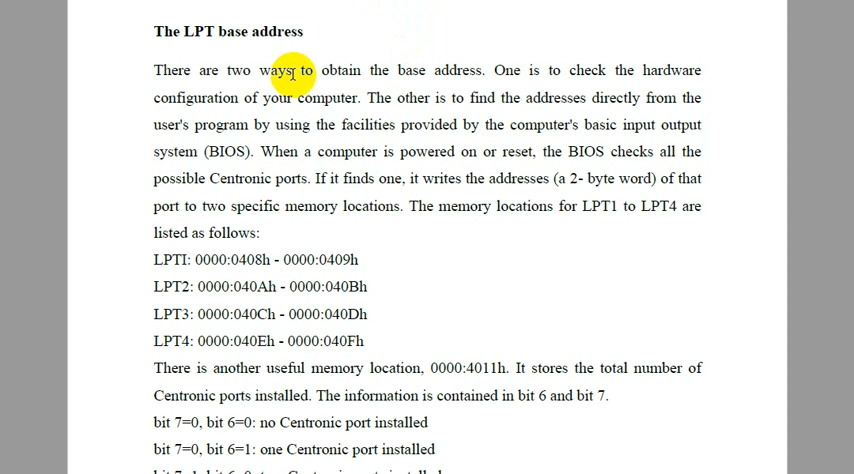 The LPT base address
There are two ways to obtain the base address. One is to check the hardware
configuration of your computer. The other is to find the addresses directly from the
user's program by using the facilities provided by the computer's basic input output
system (BIOS). When a computer is powered on or reset, the BIOS checks all the
possible Centronic ports. If it finds one, it writes the addresses (a 2- byte word) of that
port to two specific memory locations. The memory locations for LPT1 to LPT4 are
listed as follows:
LPTI: 0000:0408h - 0000:0409h
LPT2: 0000:040Ah - 0000:040Bh
LPT3: 0000:040Ch - 0000:040Dh
LPT4: 0000:040Eh - 0000:040Fh
There is another useful memory location, 0000:4011h. It stores the total number of
Centronic ports installed. The information is contained in bit 6 and bit 7.
bit 7=0, bit 6=0: no Centronic port installed
bit 7=0, bit 6=1: one Centronic port installed